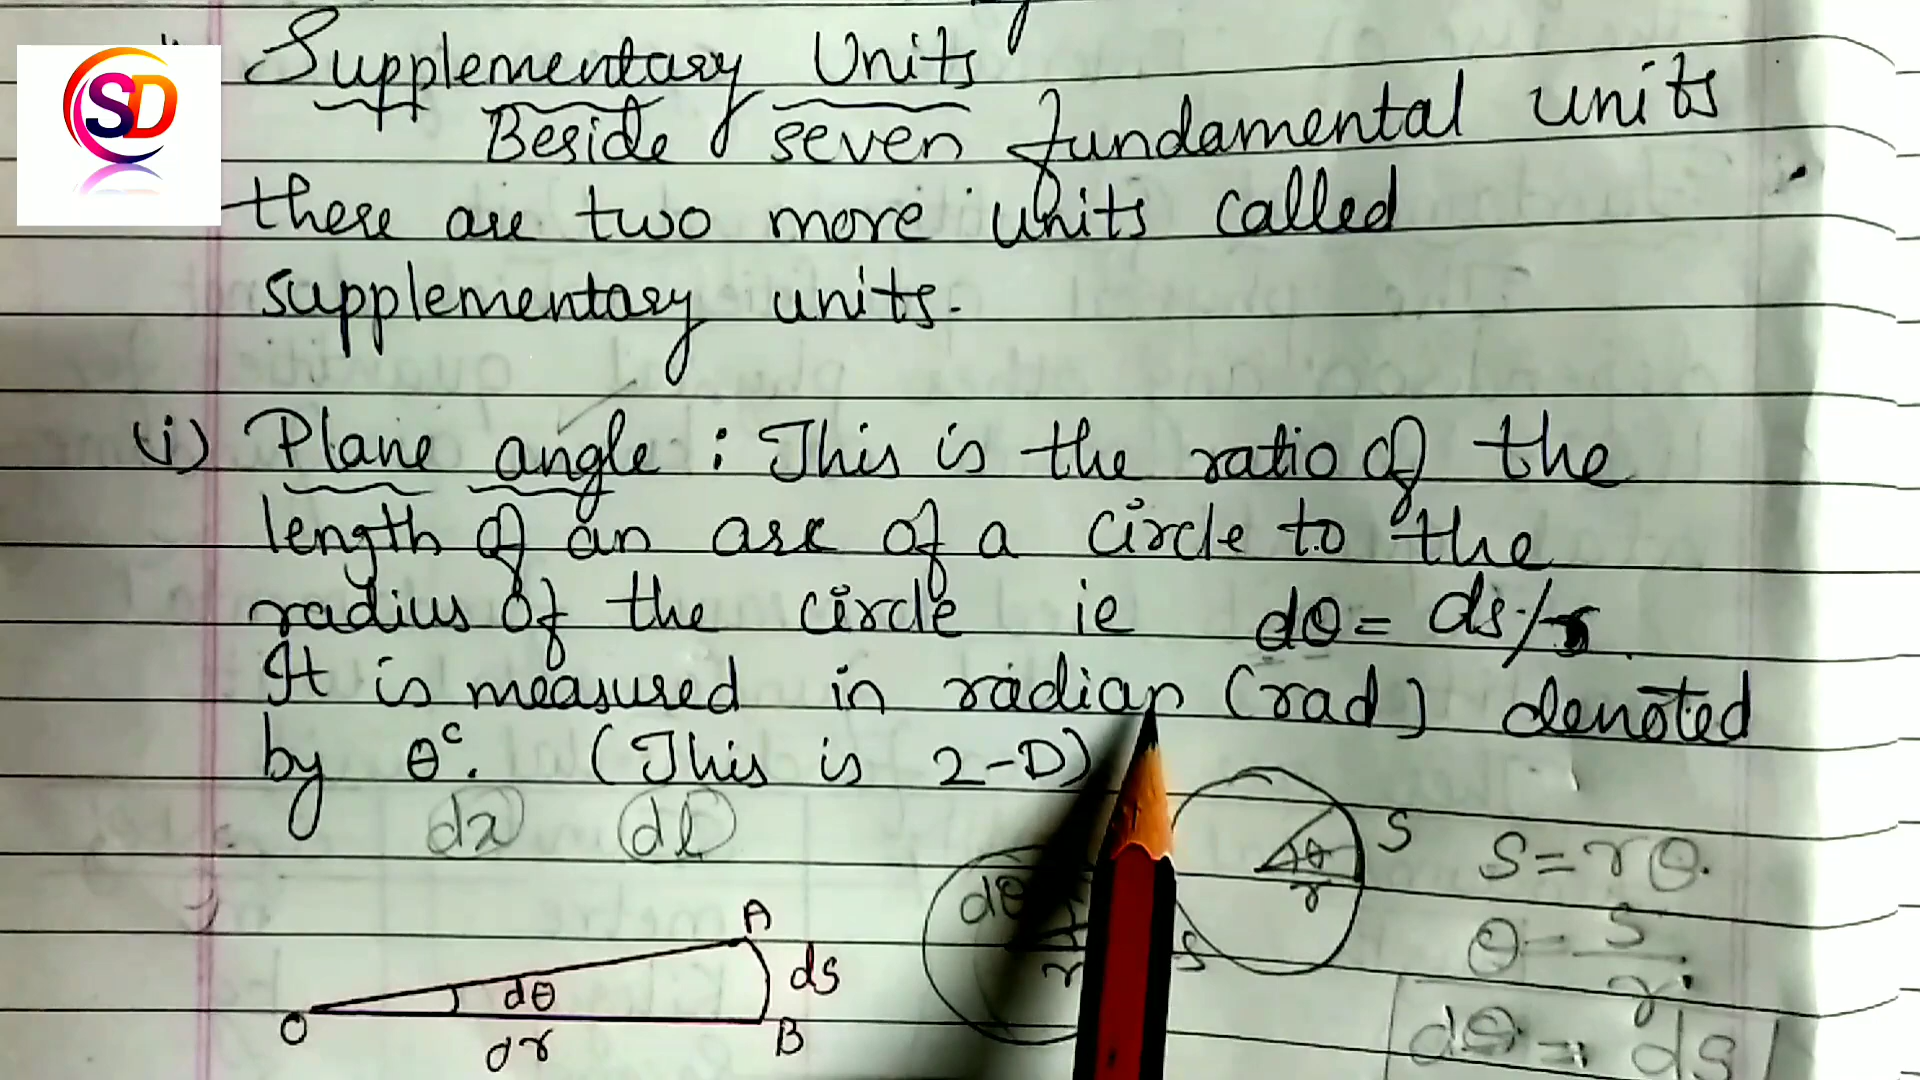 SD
Supplementary Units
Beside seven fundamental units
there are two more units called
supplementary units.
(i) Plane angle : This is the ratio of the
length of an arc of a circle to the
radius of the circle ie dθ = ds/r.
It is measured in radian (rad) denoted
by θᶜ. (This is 2-D)
dx dl
S
θ
r
S = rθ.
dθ
r
S
θ = S/r.
A
ds
dθ
O
B
dr
dθ = ds